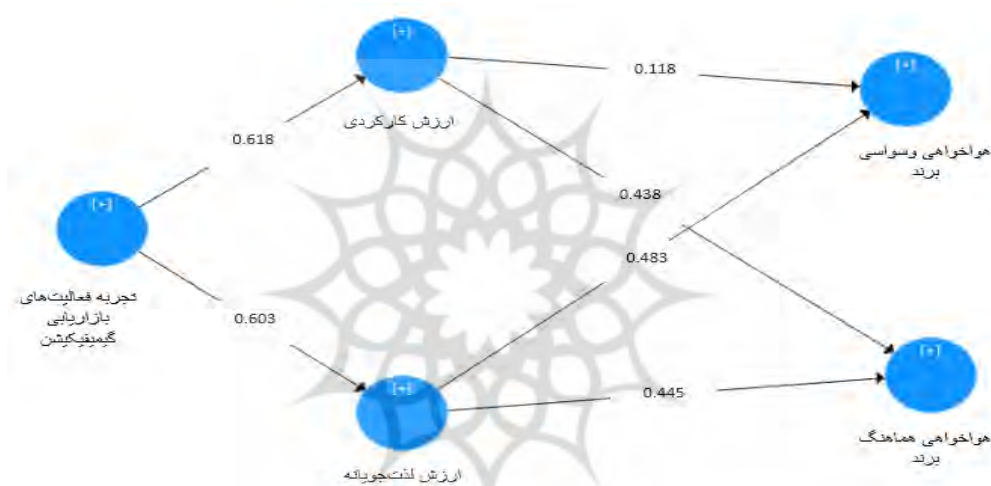 [+]
ارزش کارکردی
0.118
[+]
هواخواهی وسواسی
برند
0.618
0.438
[+]
تجربه فعالیت‌های
بازاریابی
گیمیفیکیشن
0.483
0.603
[+]
ارزش لذت‌جویانه
0.445
[+]
هواخواهی هماهنگ
برند